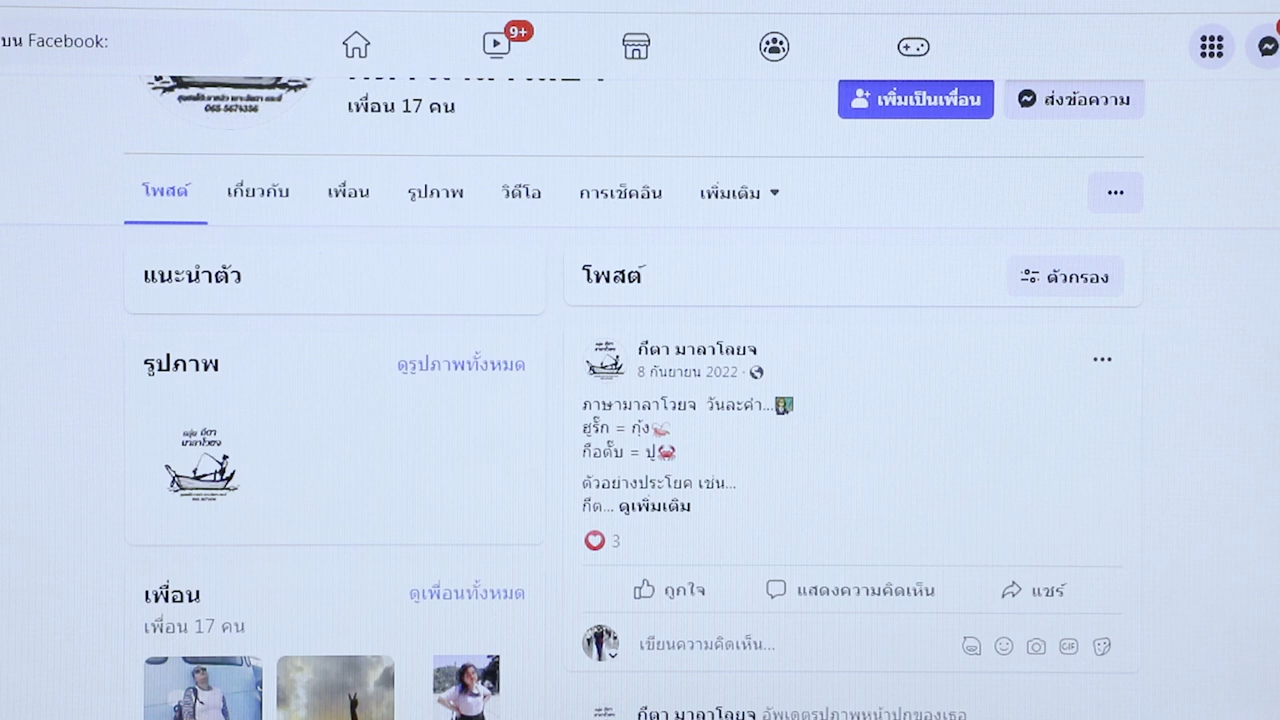 บน Facebook:
9+
065 5671356
เพื่อน 17 คน
เพิ่มเป็นเพื่อน
ส่งข้อความ
โพสต์
เกี่ยวกับ
เพื่อน
รูปภาพ
วิดีโอ
การเช็คอิน
เพิ่มเติม
แนะนำตัว
โพสต์
ตัวกรอง
รูปภาพ
ดูรูปภาพทั้งหมด
กีตา มาลาโลยจ
8 กันยายน 2022
ภาษามาลาโวยจ วันละคำ...
ฮูริ๊ก = กุ้ง
กือตั๊บ = ปู
ตัวอย่างประโยค เช่น...
กีต... ดูเพิ่มเติม
3
ถูกใจ
แสดงความคิดเห็น
แชร์
เขียนความคิดเห็น...
GIF
เพื่อน
ดูเพื่อนทั้งหมด
เพื่อน 17 คน
กีตา มาลาโลยจ อัพเดตรูปภาพหน้าปกของเธอ